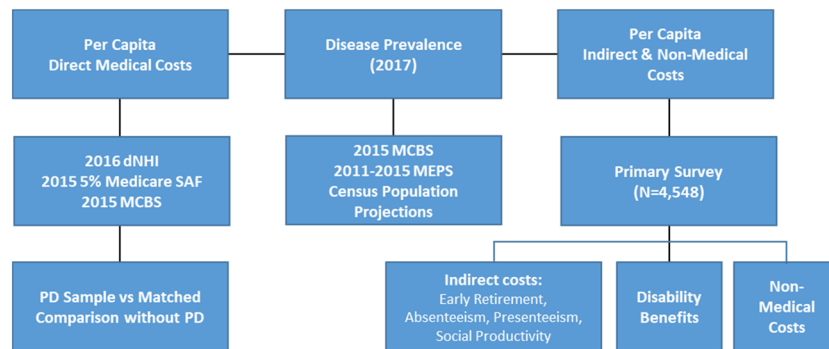 Per Capita
Direct Medical Costs
Disease Prevalence
(2017)
Per Capita
Indirect & Non-Medical
Costs
2016 dNHI
2015 5% Medicare SAF
2015 MCBS
2015 MCBS
2011-2015 MEPS
Census Population
Projections
Primary Survey
(N=4,548)
PD Sample vs Matched
Comparison without PD
Indirect costs:
Early Retirement,
Absenteeism, Presenteeism,
Social Productivity
Disability
Benefits
Non-
Medical
Costs